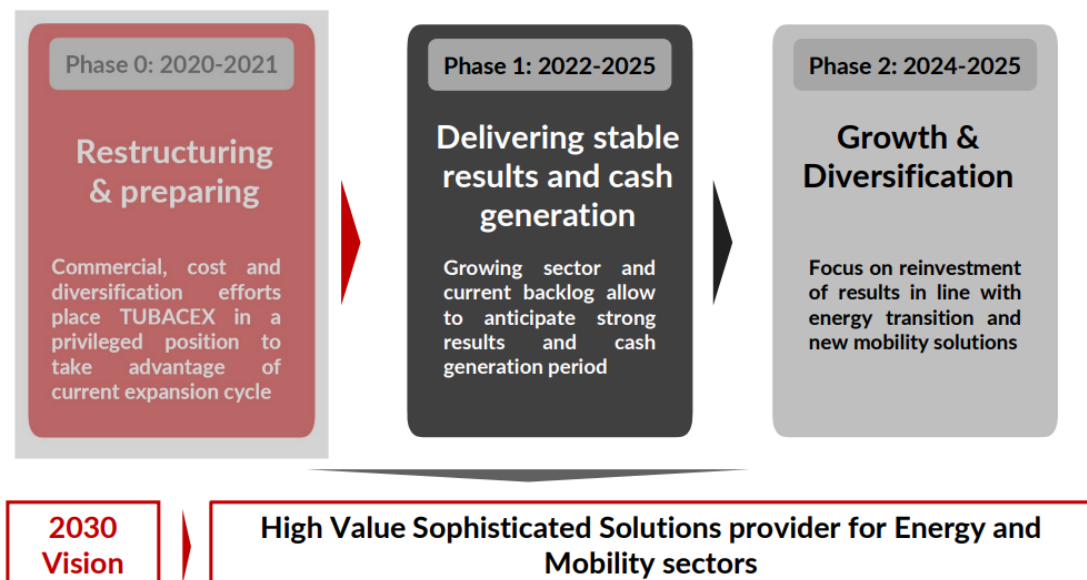 Phase 0: 2020-2021
Restructuring
& preparing
Commercial, cost and
diversification efforts
place TUBACEX in a
privileged position to
take advantage of
current expansion cycle
Phase 1: 2022-2025
Delivering stable
results and cash
generation
Growing sector and
current backlog allow
to anticipate strong
results and cash
generation period
Phase 2: 2024-2025
Growth &
Diversification
Focus on reinvestment
of results in line with
energy transition and
new mobility solutions
2030
Vision
High Value Sophisticated Solutions provider for Energy and
Mobility sectors